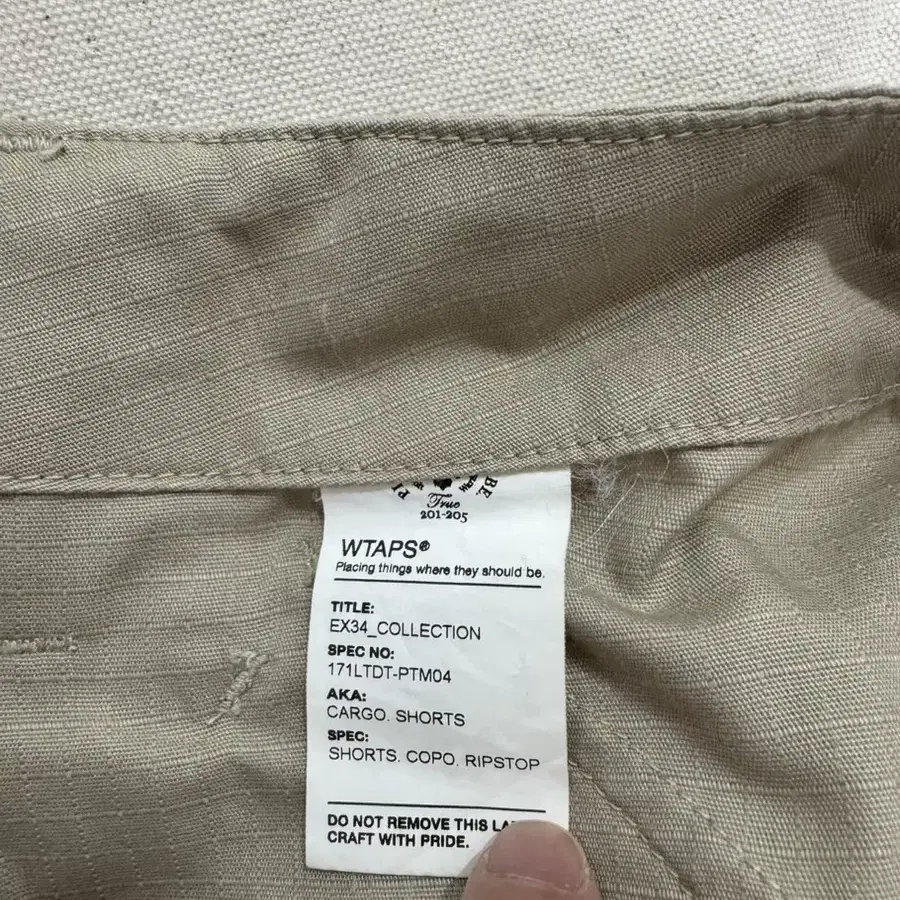 True
201-205
WTAPS®
Placing things where they should be.
TITLE:
EX34_COLLECTION
SPEC NO:
171LTDT-PTM04
AKA:
CARGO. SHORTS
SPEC:
SHORTS. COPO. RIPSTOP
DO NOT REMOVE THIS
CRAFT WITH PRIDE.